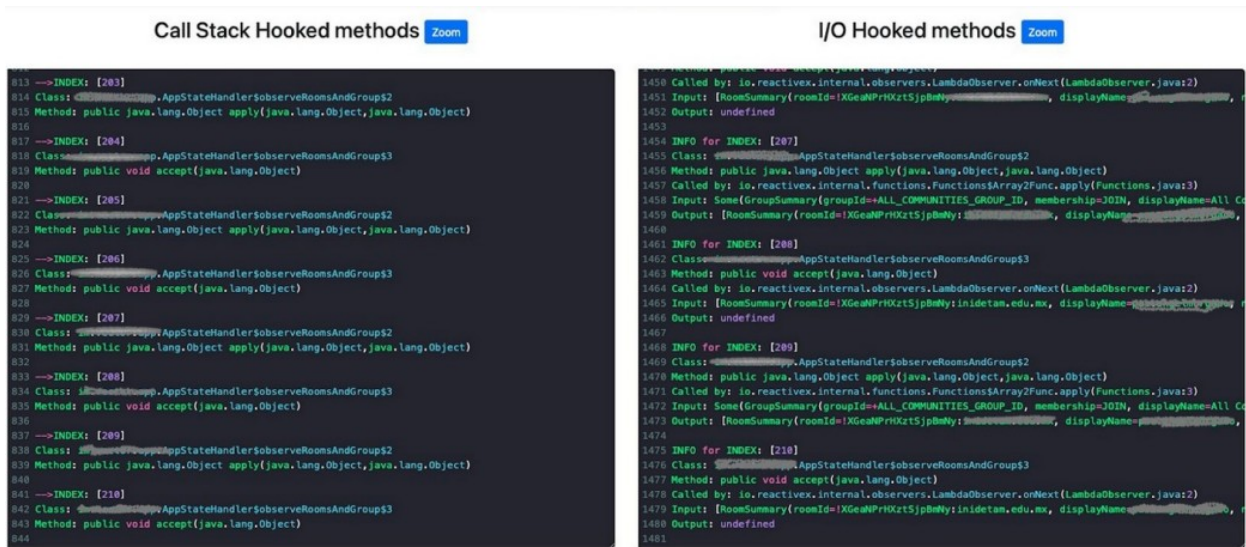 Call Stack Hooked methods Zoom
813 -->INDEX: [203]
814 Class: .AppStateHandler$observeRoomsAndGroup$2
815 Method: public java.lang.Object apply(java.lang.Object,java.lang.Object)
816
817 -->INDEX: [204]
818 Class: .AppStateHandler$observeRoomsAndGroup$3
819 Method: public void accept(java.lang.Object)
820
821 -->INDEX: [205]
822 Class: .AppStateHandler$observeRoomsAndGroup$2
823 Method: public java.lang.Object apply(java.lang.Object,java.lang.Object)
824
825 -->INDEX: [206]
826 Class: .AppStateHandler$observeRoomsAndGroup$3
827 Method: public void accept(java.lang.Object)
828
829 -->INDEX: [207]
830 Class: .AppStateHandler$observeRoomsAndGroup$2
831 Method: public java.lang.Object apply(java.lang.Object,java.lang.Object)
832
833 -->INDEX: [208]
834 Class: .AppStateHandler$observeRoomsAndGroup$3
835 Method: public void accept(java.lang.Object)
836
837 -->INDEX: [209]
838 Class: .AppStateHandler$observeRoomsAndGroup$2
839 Method: public java.lang.Object apply(java.lang.Object,java.lang.Object)
840
841 -->INDEX: [210]
842 Class: .AppStateHandler$observeRoomsAndGroup$3
843 Method: public void accept(java.lang.Object)
844
I/O Hooked methods Zoom
1450 Called by: io.reactivex.internal.observers.LambdaObserver.onNext(LambdaObserver.java:2)
1451 Input: [RoomSummary(roomId=!XGeaNPrHXztSjpBmNy, displayName=
1452 Output: undefined
1453
1454 INFO for INDEX: [207]
1455 Class: .AppStateHandler$observeRoomsAndGroup$2
1456 Method: public java.lang.Object apply(java.lang.Object,java.lang.Object)
1457 Called by: io.reactivex.internal.functions.Functions$Array2Func.apply(Functions.java:3)
1458 Input: Some(GroupSummary(groupId=+ALL_COMMUNITIES_GROUP_ID, membership=JOIN, displayName=All Co
1459 Output: [RoomSummary(roomId=!XGeaNPrHXztSjpBmNy: , displayName=
1460
1461 INFO for INDEX: [208]
1462 Class: .AppStateHandler$observeRoomsAndGroup$3
1463 Method: public void accept(java.lang.Object)
1464 Called by: io.reactivex.internal.observers.LambdaObserver.onNext(LambdaObserver.java:2)
1465 Input: [RoomSummary(roomId=!XGeaNPrHXztSjpBmNy:inidetam.edu.mx, displayName=
1466 Output: undefined
1467
1468 INFO for INDEX: [209]
1469 Class: .AppStateHandler$observeRoomsAndGroup$2
1470 Method: public java.lang.Object apply(java.lang.Object,java.lang.Object)
1471 Called by: io.reactivex.internal.functions.Functions$Array2Func.apply(Functions.java:3)
1472 Input: Some(GroupSummary(groupId=+ALL_COMMUNITIES_GROUP_ID, membership=JOIN, displayName=All Co
1473 Output: [RoomSummary(roomId=!XGeaNPrHXztSjpBmNy: , displayName=
1474
1475 INFO for INDEX: [210]
1476 Class: .AppStateHandler$observeRoomsAndGroup$3
1477 Method: public void accept(java.lang.Object)
1478 Called by: io.reactivex.internal.observers.LambdaObserver.onNext(LambdaObserver.java:2)
1479 Input: [RoomSummary(roomId=!XGeaNPrHXztSjpBmNy:inidetam.edu.mx, displayName=
1480 Output: undefined
1481